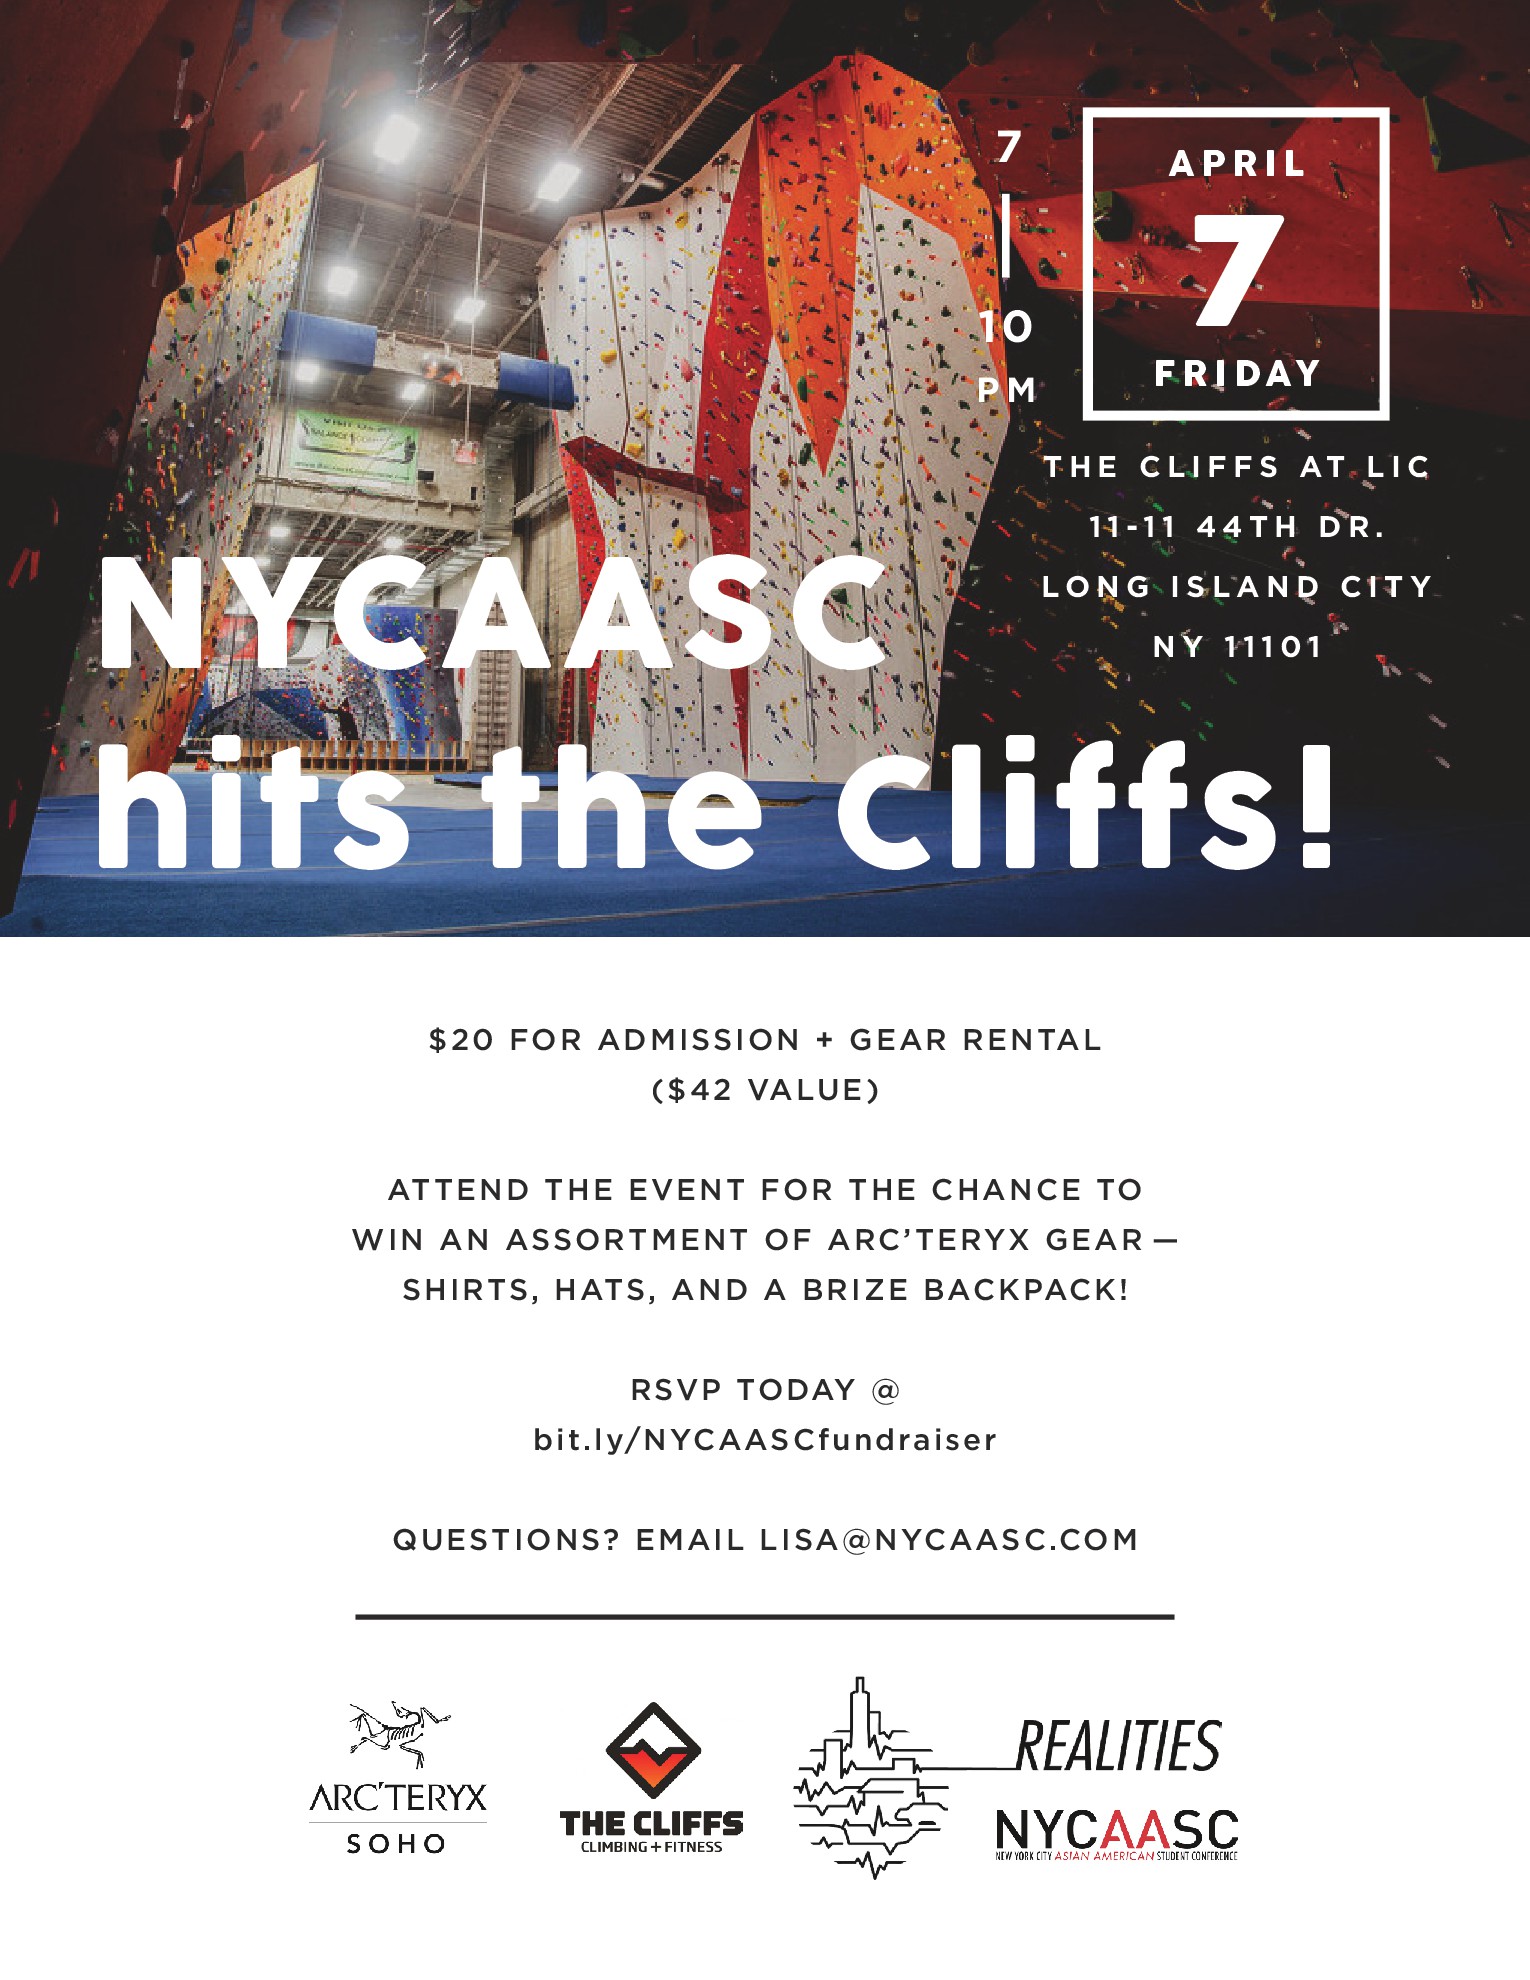 7
|
10
PM
APRIL
7
FRIDAY
THE CLIFFS AT LIC
11-11 44TH DR.
LONG ISLAND CITY
NY 11101
NYCAASC
hits the Cliffs!
$20 FOR ADMISSION + GEAR RENTAL
($42 VALUE)
ATTEND THE EVENT FOR THE CHANCE TO
WIN AN ASSORTMENT OF ARC'TERYX GEAR —
SHIRTS, HATS, AND A BRIZE BACKPACK!
RSVP TODAY @
bit.ly/NYCAASCfundraiser
QUESTIONS? EMAIL LISA@NYCAASC.COM
ARC'TERYX
SOHO
THE CLIFFS
CLIMBING + FITNESS
REALITIES
NYCAASC
NEW YORK CITY ASIAN AMERICAN STUDENT CONFERENCE